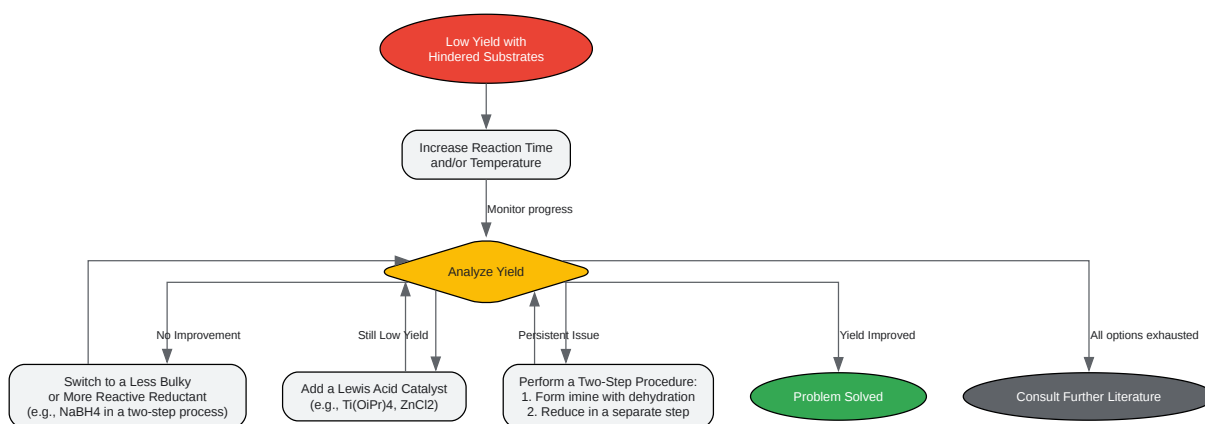 Low Yield with
Hindered Substrates
Increase Reaction Time
and/or Temperature
Monitor progress
Analyze Yield
No Improvement
Still Low Yield
Persistent Issue
Yield Improved
All options exhausted
Switch to a Less Bulky
or More Reactive Reductant
(e.g., NaBH4 in a two-step process)
Add a Lewis Acid Catalyst
(e.g., Ti(OiPr)4, ZnCl2)
Perform a Two-Step Procedure:
1. Form imine with dehydration
2. Reduce in a separate step
Problem Solved
Consult Further Literature